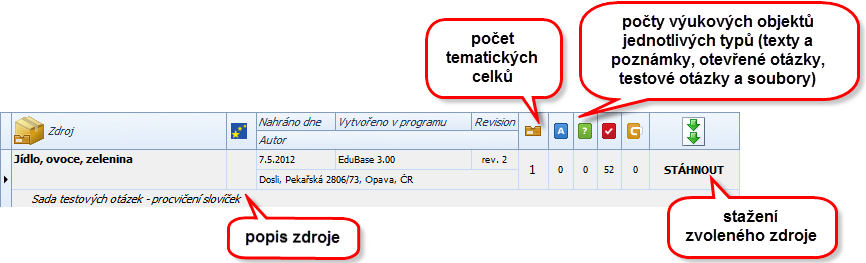 počet
tematických
celků
počty výukových objektů
jednotlivých typů (texty a
poznámky, otevřené otázky,
testové otázky a soubory)
Zdroj
Nahráno dne
Vytvořeno v programu
Revision
Autor
A
?
Jídlo, ovoce, zelenina
7.5.2012
EduBase 3.00
rev. 2
Dosli, Pekařská 2806/73, Opava, ČR
1
0
0
52
0
STÁHNOUT
Sada testových otázek - procvičení slovíček
popis zdroje
stažení
zvoleného zdroje